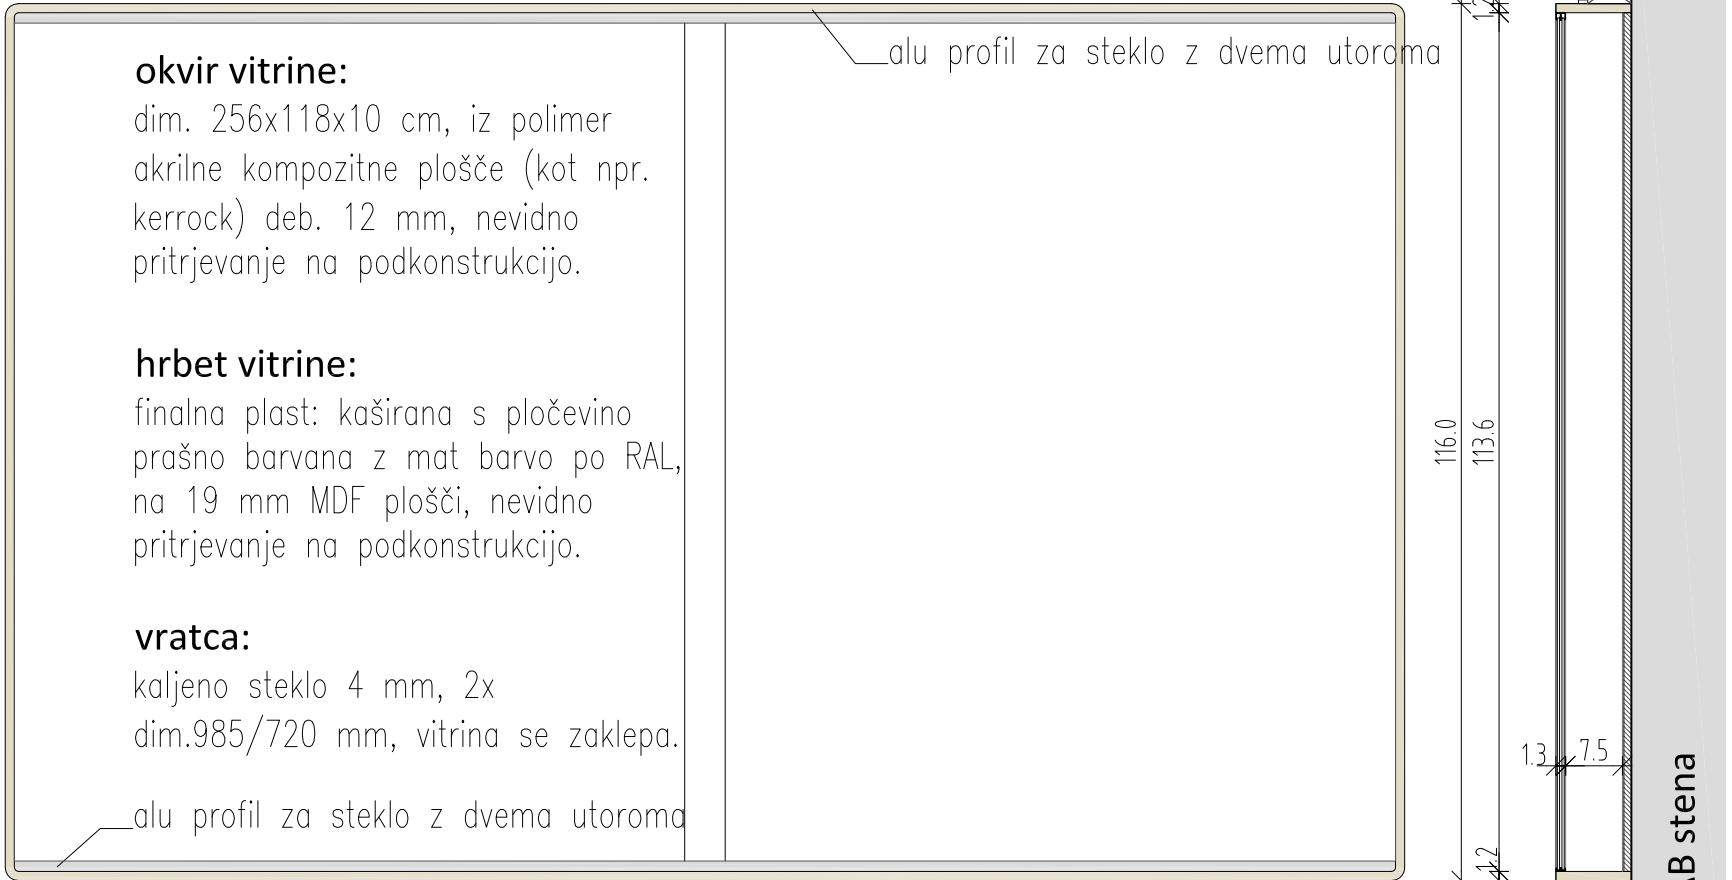 alu profil za steklo z dvema utoroma
okvir vitrine:
dim. 256x118x10 cm, iz polimer
akrilne kompozitne plošče (kot npr.
kerrock) deb. 12 mm, nevidno
pritrjevanje na podkonstrukcijo.
hrbet vitrine:
finalna plast: kaširana s pločevino
prašno barvana z mat barvo po RAL,
na 19 mm MDF plošči, nevidno
pritrjevanje na podkonstrukcijo.
vratca:
kaljeno steklo 4 mm, 2x
dim.985/720 mm, vitrina se zaklepa.
alu profil za steklo z dvema utoroma
1.2
116.0
113.6
1.2
1.3
7.5
AB stena